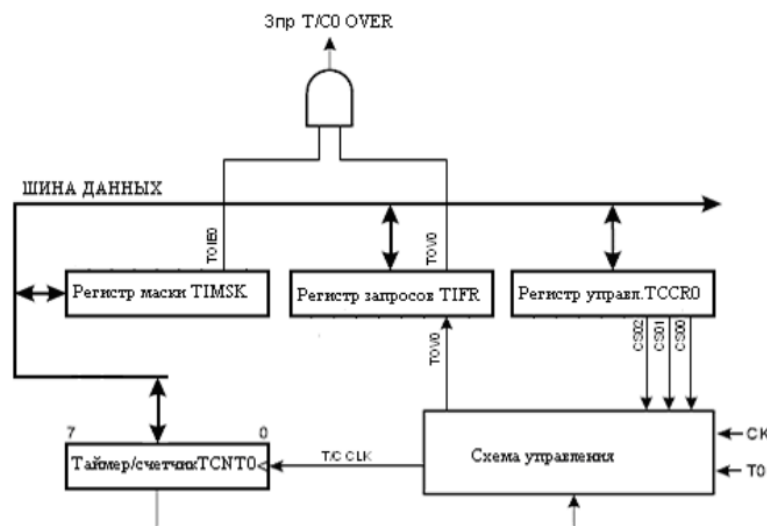 Зпр T/C0 OVER
ШИНА ДАННЫХ
TOIE0
TOV0
Регистр маски TIMSK
Регистр запросов TIFR
Регистр управл.TCCR0
TOV0
CS02
CS01
CS00
7
0
Таймер/счетчикTCNT0
T/C CLK
Схема управления
CK
T0